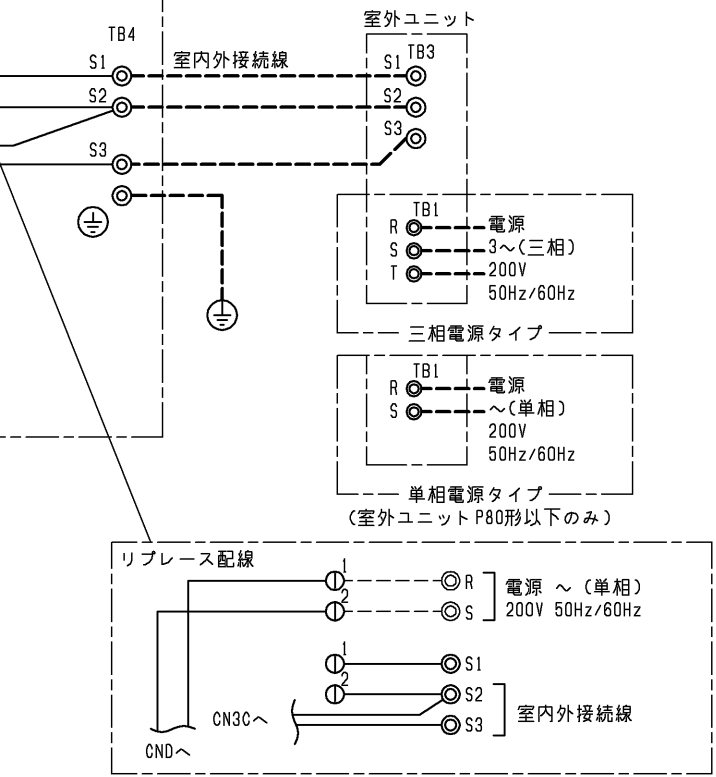 室外ユニット
TB4
TB3
S1
室内外接続線
S1
S2
S2
S3
S3
TB1
R
電源
S
3～(三相)
T
200V
50Hz/60Hz
三相電源タイプ
TB1
R
電源
S
～(単相)
200V
50Hz/60Hz
単相電源タイプ
(室外ユニットP80形以下のみ)
リプレース配線
1
R
電源 ～ (単相)
2
S
200V 50Hz/60Hz
1
S1
2
S2
室内外接続線
CN3Cへ
S3
CNDへ